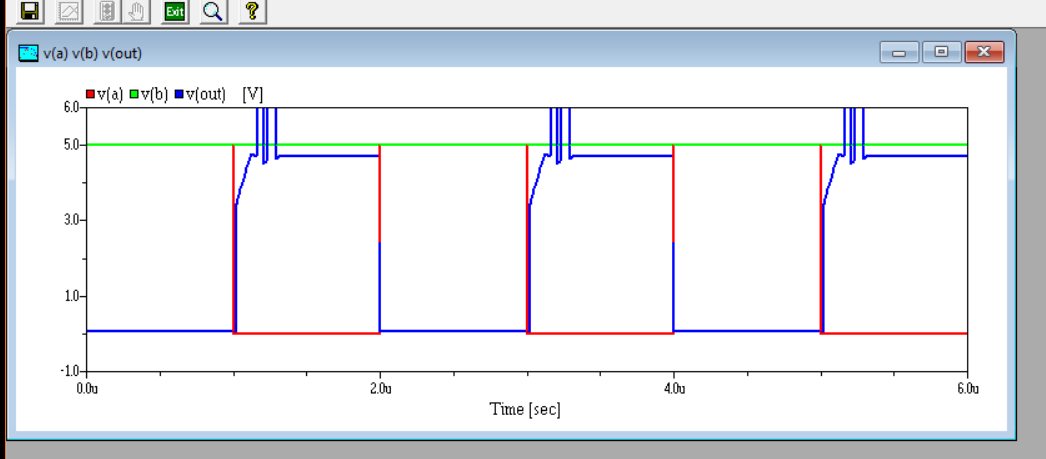 Exit
v(a) v(b) v(out)
v(a) v(b) v(out) [V]
6.0
5.0
3.0
1.0
-1.0
0.0u 2.0u 4.0u 6.0u
Time [sec]